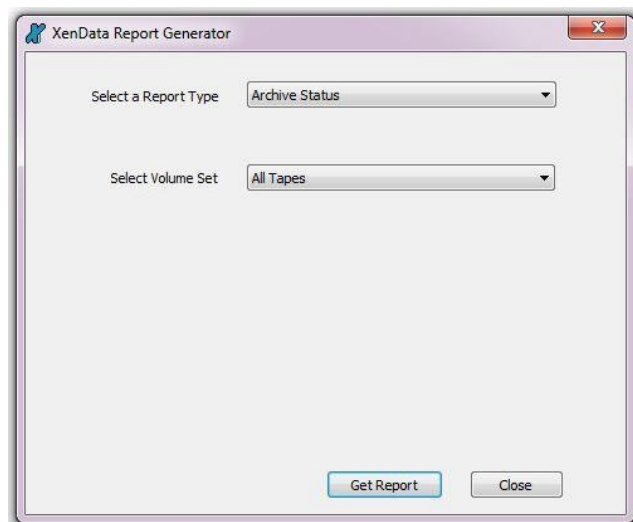 XenData Report Generator
Select a Report Type Archive Status
Select Volume Set All Tapes
Get Report Close